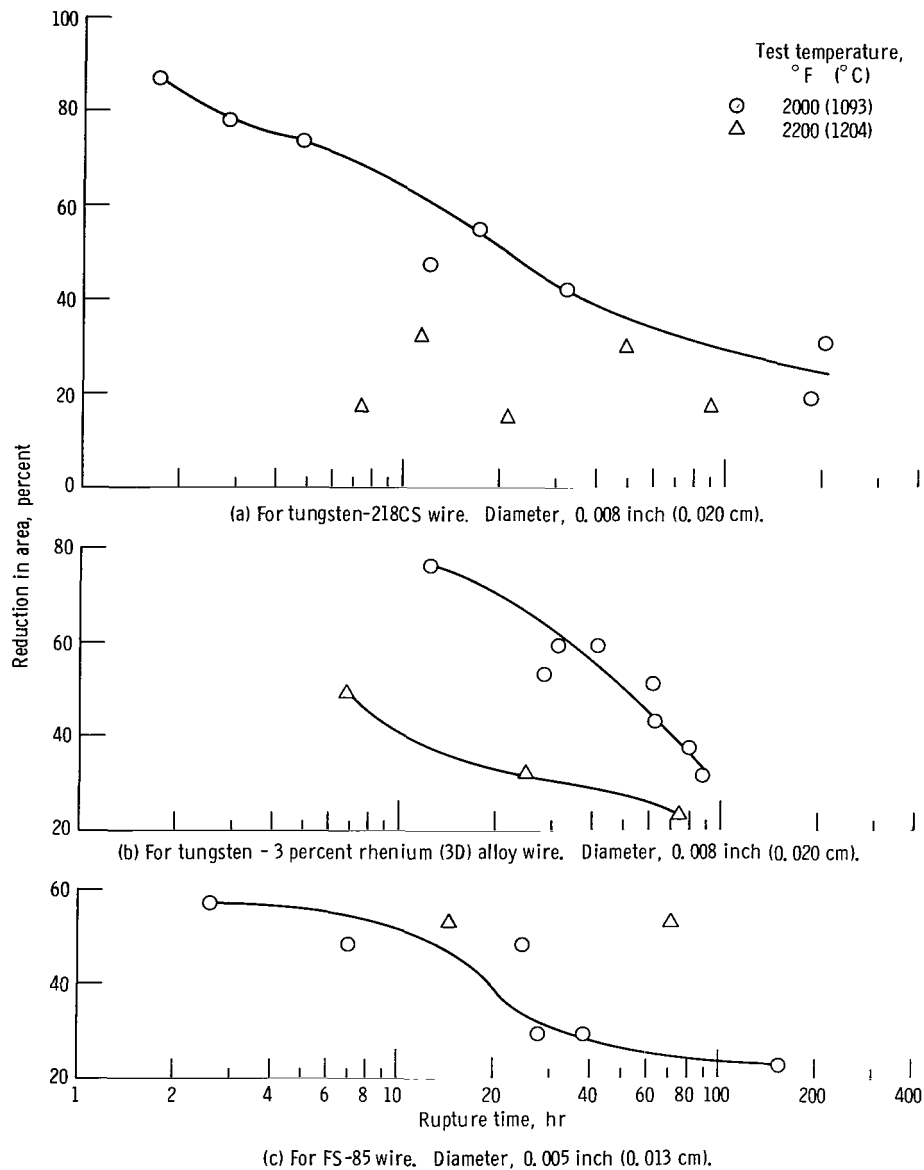 100
80
60
40
20
0
Test temperature,
°F (°C)
2000 (1093)
2200 (1204)
(a) For tungsten-218CS wire. Diameter, 0.008 inch (0.020 cm).
Reduction in area, percent
80
60
40
20
(b) For tungsten - 3 percent rhenium (3D) alloy wire. Diameter, 0.008 inch (0.020 cm).
60
40
20
1 2 4 6 8 10 20 40 60 80 100 200 400
Rupture time, hr
(c) For FS-85 wire. Diameter, 0.005 inch (0.013 cm).